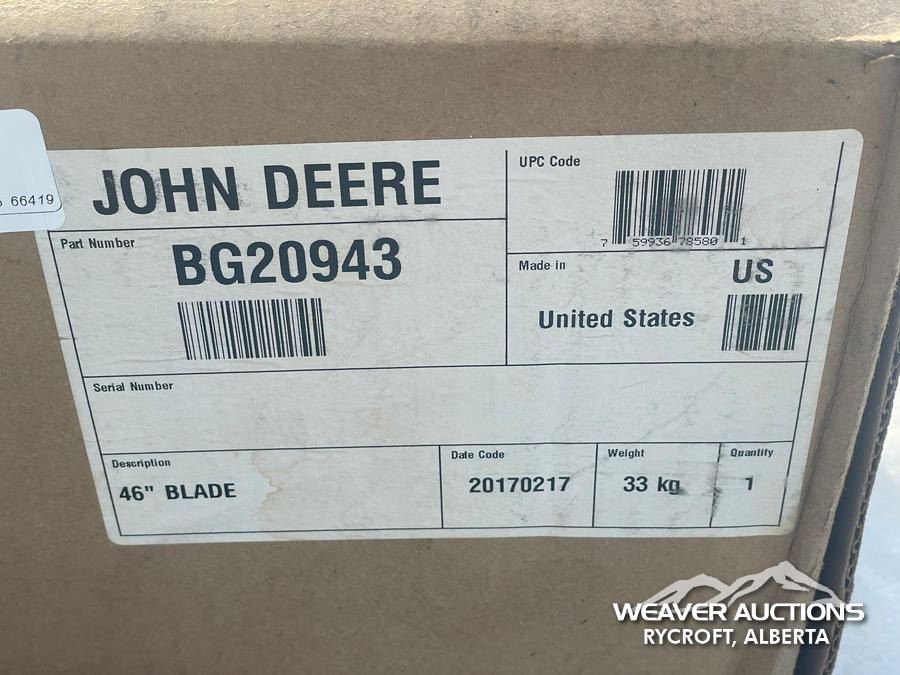 66419
JOHN DEERE
Part Number
BG20943
UPC Code
7 59936 78580 1
Made in
US
United States
Serial Number
Description
46" BLADE
Date Code
20170217
Weight
33 kg
Quantity
1
WEAVER AUCTIONS
RYCROFT, ALBERTA